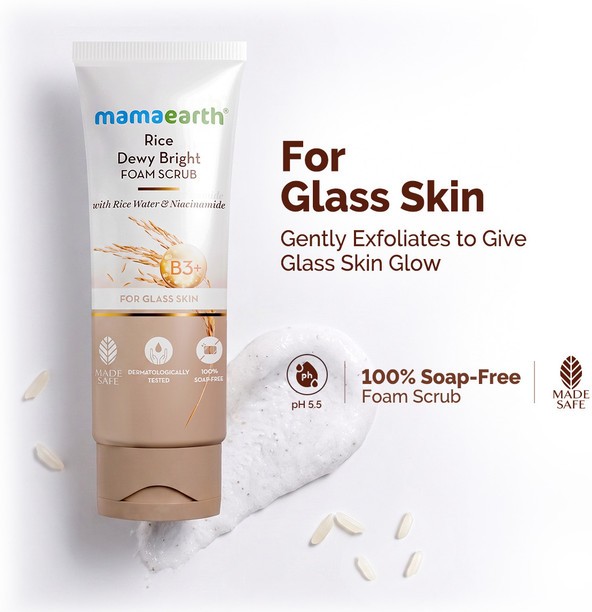 mamaearth®
Rice
Dewy Bright
FOAM SCRUB
with Rice Water & Niacinamide
B3+
FOR GLASS SKIN
MADE
SAFE
DERMATOLOGICALLY
TESTED
100%
SOAP-FREE
For
Glass Skin
Gently Exfoliates to Give
Glass Skin Glow
ph
pH 5.5
100% Soap-Free
Foam Scrub
MADE
SAFE